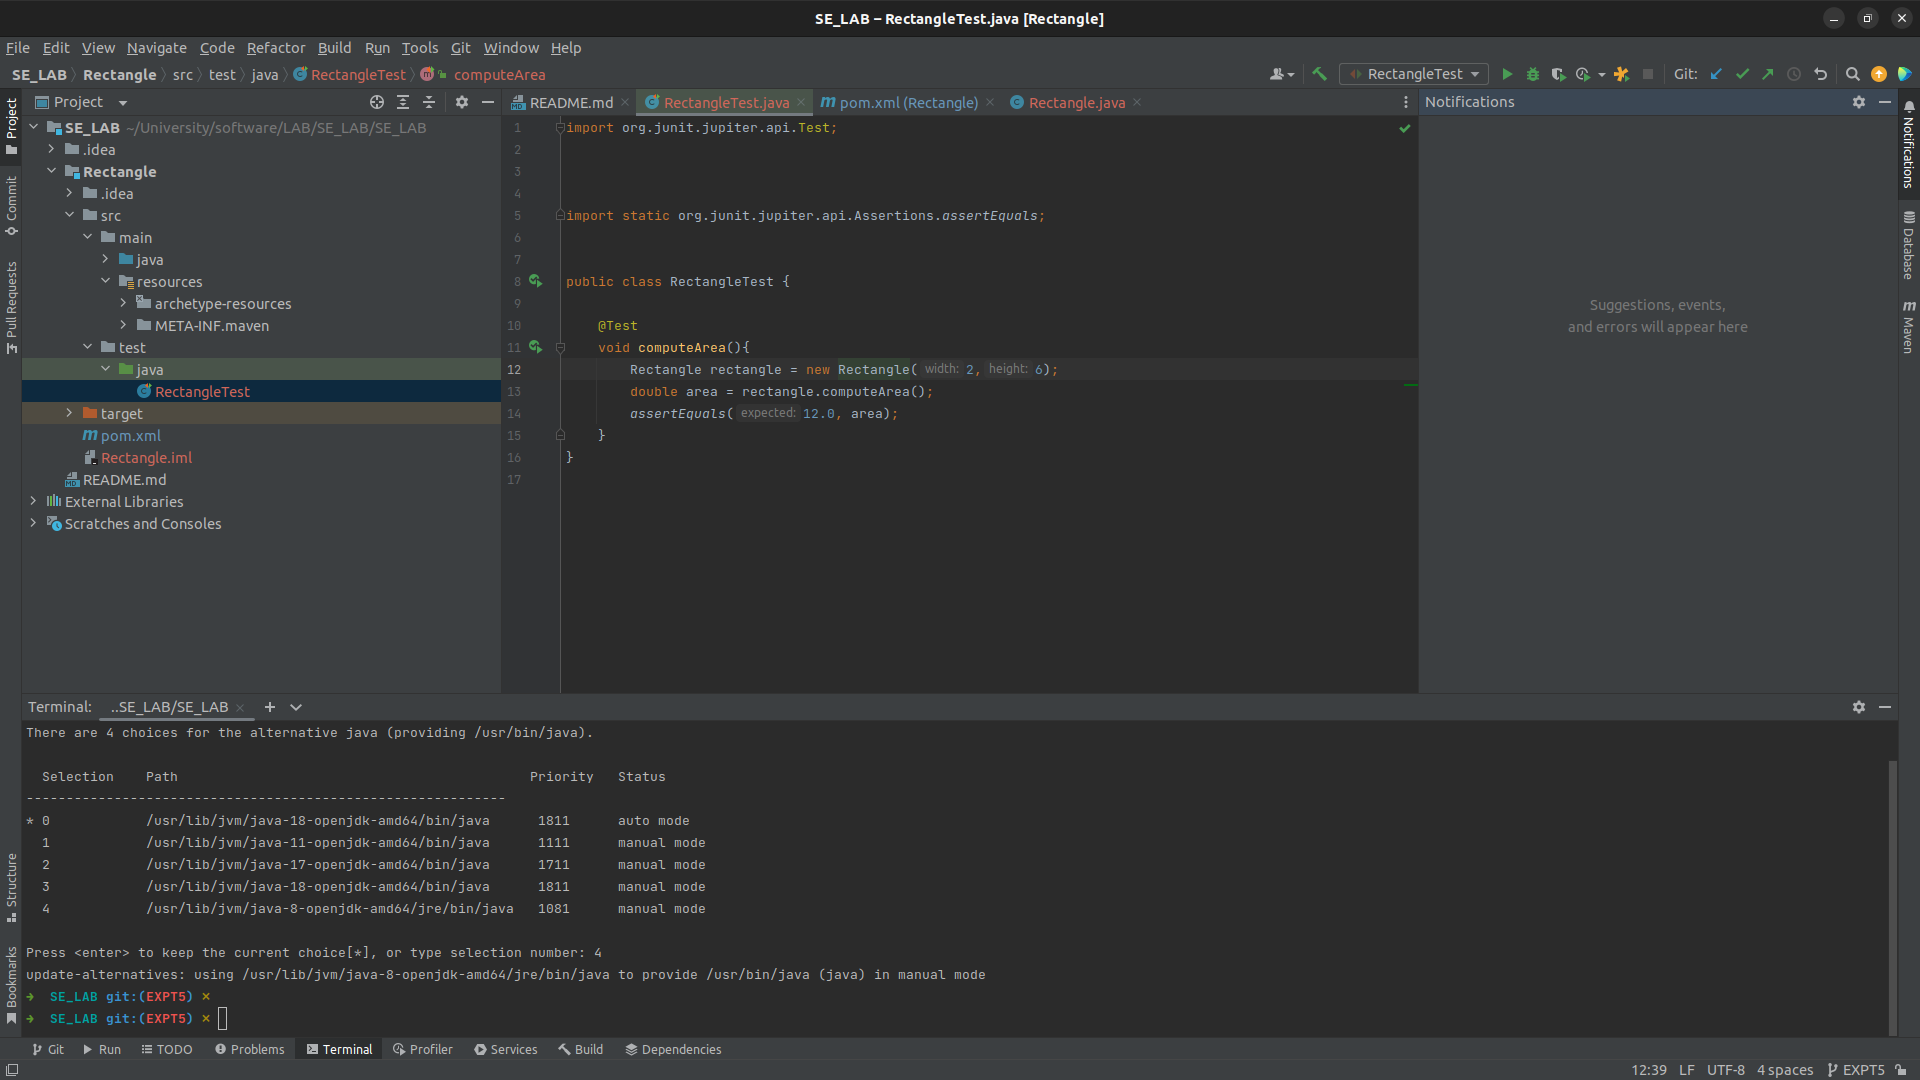 SE_LAB – RectangleTest.java [Rectangle]
File Edit View Navigate Code Refactor Build Run Tools Git Window Help
SE_LAB Rectangle src test java RectangleTest computeArea
RectangleTest
Git:
Project
README.md
RectangleTest.java
pom.xml (Rectangle)
Rectangle.java
Notifications
Project
Commit
Pull Requests
Structure
Bookmarks
SE_LAB ~/University/software/LAB/SE_LAB/SE_LAB
.idea
Rectangle
.idea
src
main
java
resources
archetype-resources
META-INF.maven
test
java
RectangleTest
target
pom.xml
Rectangle.iml
README.md
External Libraries
Scratches and Consoles
1 import org.junit.jupiter.api.Test;
2
3
4
5 import static org.junit.jupiter.api.Assertions.assertEquals;
6
7
8 public class RectangleTest {
9
10 @Test
11 void computeArea(){
12 Rectangle rectangle = new Rectangle( width: 2, height: 6);
13 double area = rectangle.computeArea();
14 assertEquals( expected: 12.0, area);
15 }
16 }
17
Suggestions, events,
and errors will appear here
Notifications
Database
Maven
Terminal: ..SE_LAB/SE_LAB
There are 4 choices for the alternative java (providing /usr/bin/java).
Selection Path Priority Status
------------------------------------------------------------
* 0 /usr/lib/jvm/java-18-openjdk-amd64/bin/java 1811 auto mode
1 /usr/lib/jvm/java-11-openjdk-amd64/bin/java 1111 manual mode
2 /usr/lib/jvm/java-17-openjdk-amd64/bin/java 1711 manual mode
3 /usr/lib/jvm/java-18-openjdk-amd64/bin/java 1811 manual mode
4 /usr/lib/jvm/java-8-openjdk-amd64/jre/bin/java 1081 manual mode
Press <enter> to keep the current choice[*], or type selection number: 4
update-alternatives: using /usr/lib/jvm/java-8-openjdk-amd64/jre/bin/java to provide /usr/bin/java (java) in manual mode
→ SE_LAB git:(EXPT5) ×
→ SE_LAB git:(EXPT5) ×
Git Run TODO Problems Terminal Profiler Services Build Dependencies
12:39 LF UTF-8 4 spaces EXPT5